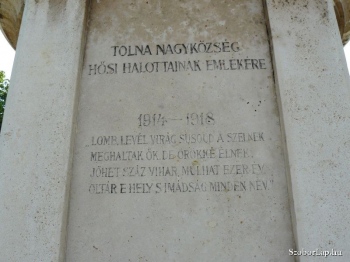 TOLNA NAGYKÖZSÉG
HŐSI HALOTTAINAK EMLÉKÉRE
1914-1918
„LOMB, LEVÉL VIRÁG SÚSOGD A SZÉLNEK
MEGHALTAK ŐK DE ÖRÖKKÉ ÉLNEK.
JÖHET SZÁZ VIHAR, MÚLHAT EZER ÉV,
OLTÁR E HELY S IMÁDSÁG MINDEN NÉV."
Szoborlap.hu